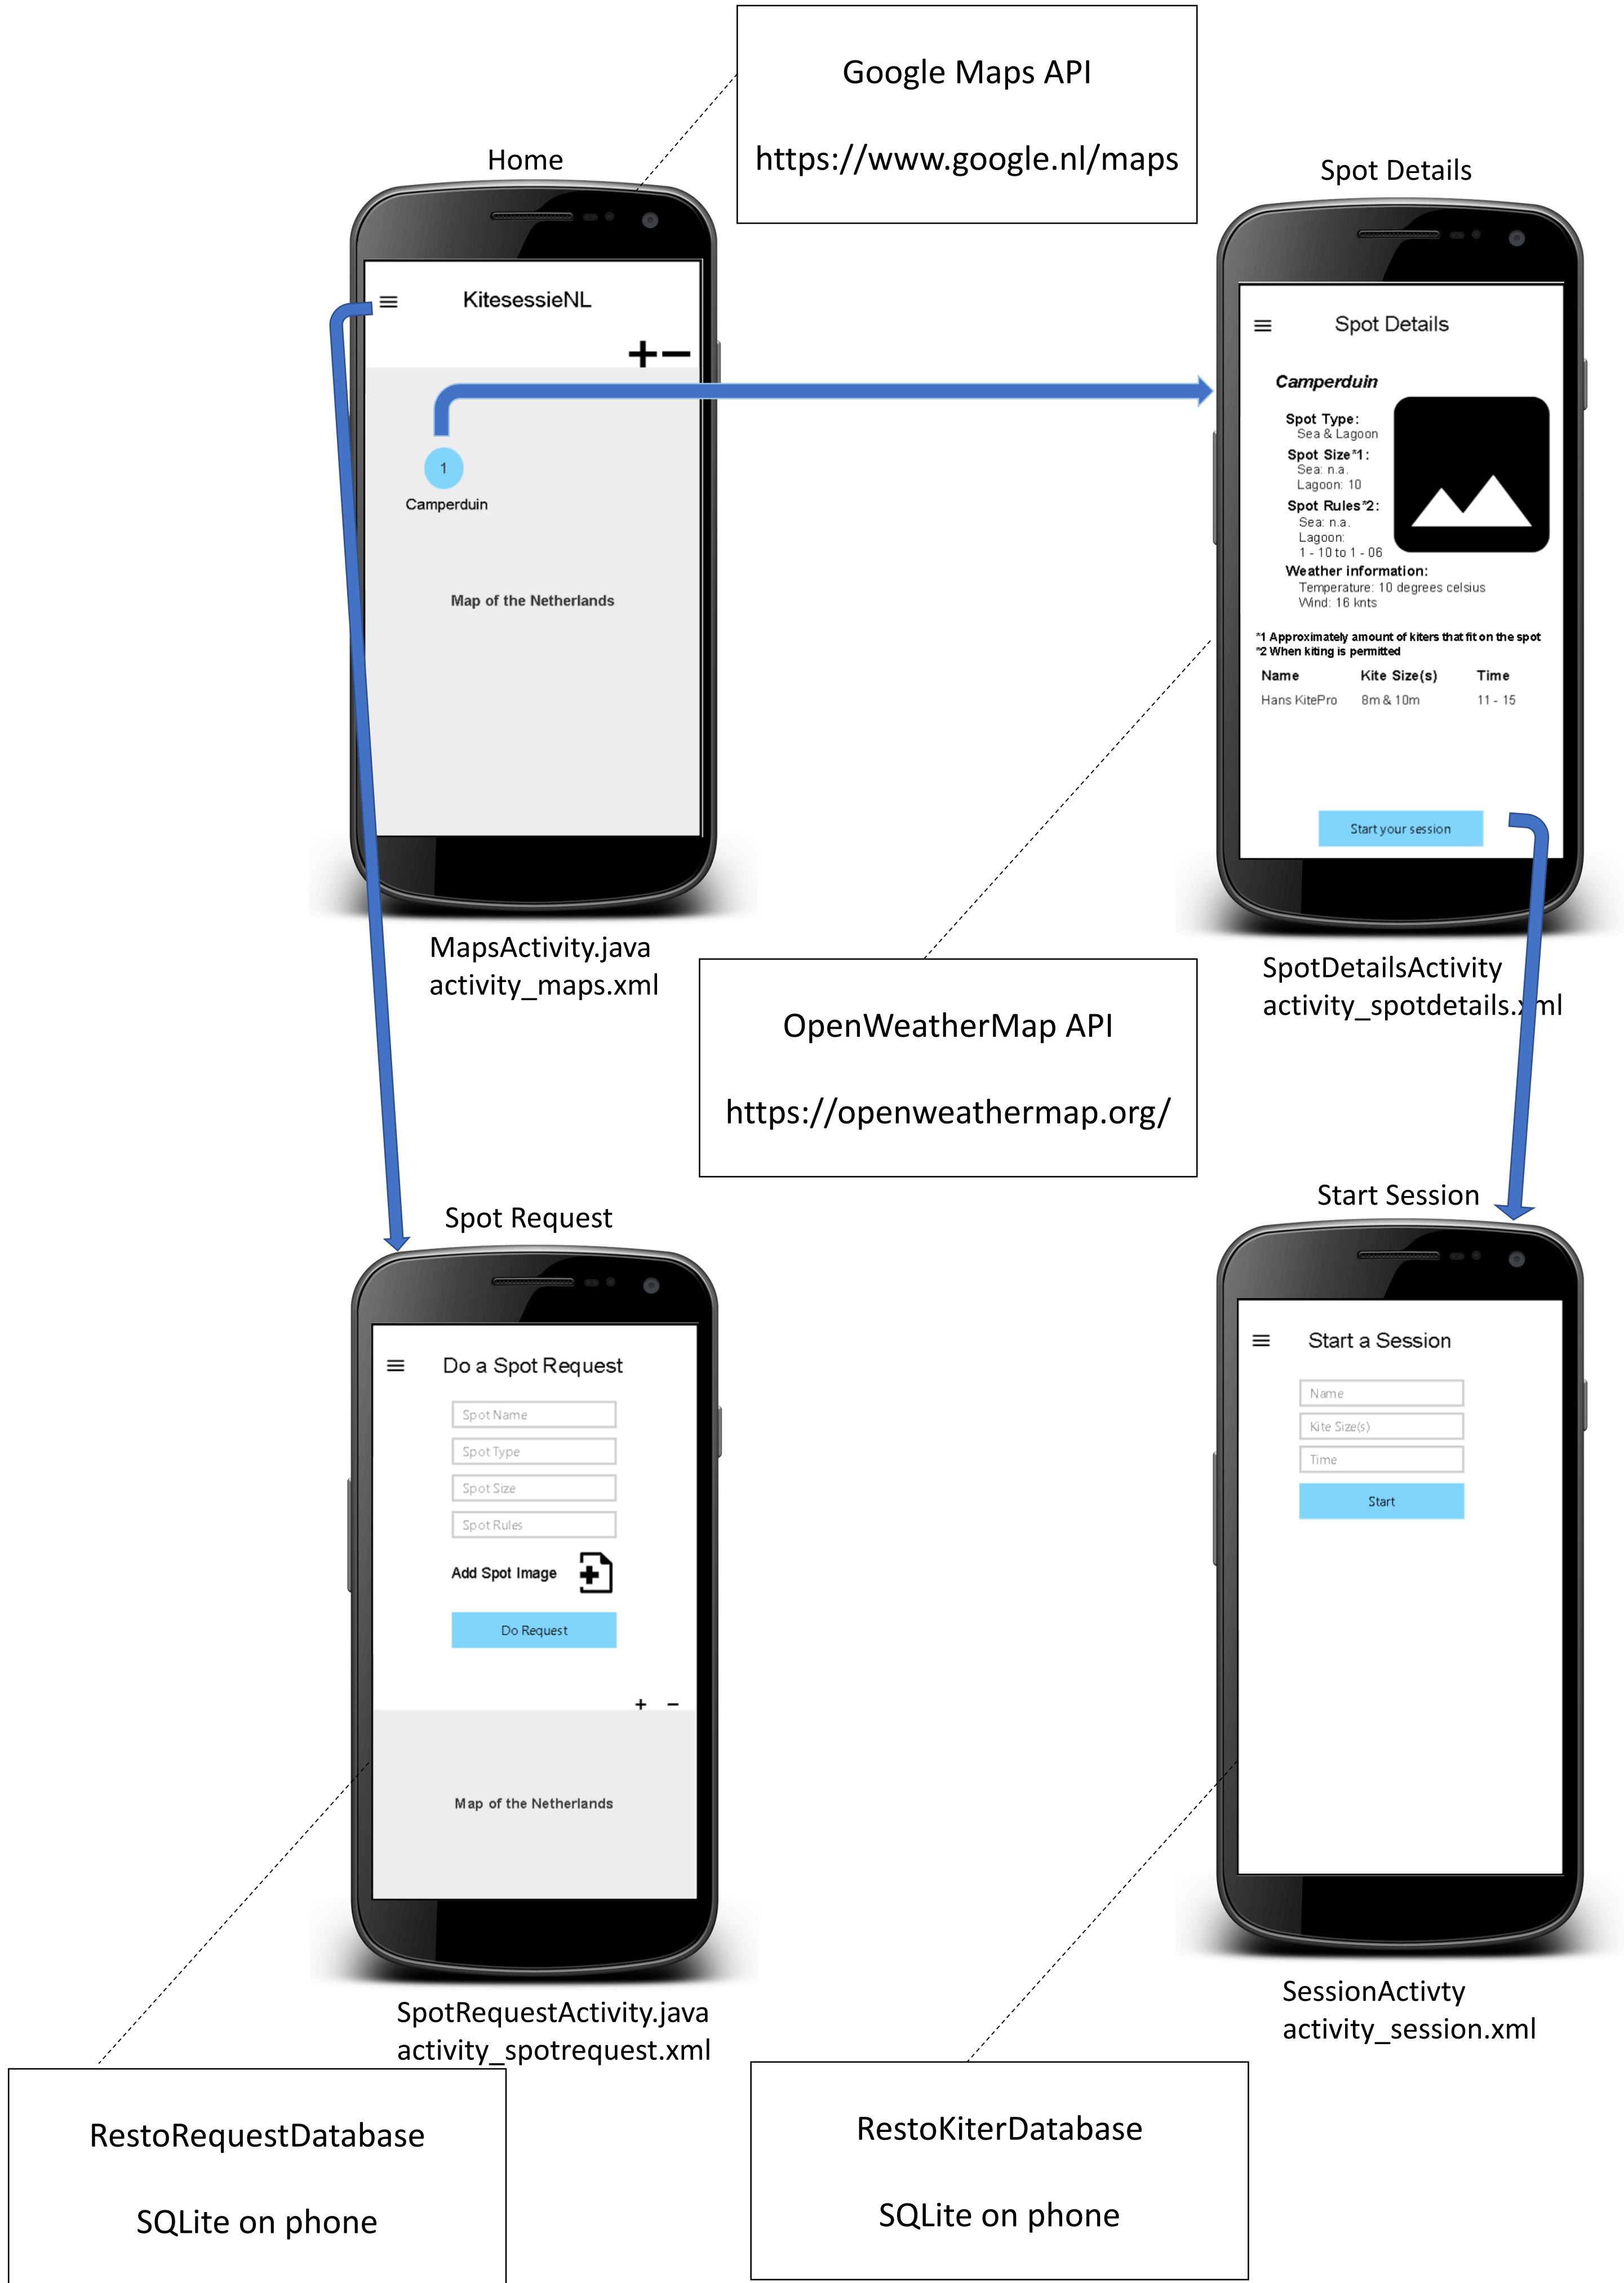 Google Maps API
https://www.google.nl/maps
Home
KitesessieNL
+−
1
Camperduin
Map of the Netherlands
MapsActivity.java
activity_maps.xml
Spot Details
Spot Details
Camperduin
Spot Type:
Sea & Lagoon
Spot Size*1:
Sea: n.a.
Lagoon: 10
Spot Rules*2:
Sea: n.a.
Lagoon:
1 - 10 to 1 - 06
Weather information:
Temperature: 10 degrees celsius
Wind: 16 knts
*1 Approximately amount of kiters that fit on the spot
*2 When kiting is permitted
Name Kite Size(s) Time
Hans KitePro 8m & 10m 11 - 15
Start your session
SpotDetailsActivity
activity_spotdetails.xml
OpenWeatherMap API
https://openweathermap.org/
Spot Request
Do a Spot Request
Spot Name
Spot Type
Spot Size
Spot Rules
Add Spot Image
Do Request
+ −
Map of the Netherlands
SpotRequestActivity.java
activity_spotrequest.xml
Start Session
Start a Session
Name
Kite Size(s)
Time
Start
SessionActivty
activity_session.xml
RestoRequestDatabase
SQLite on phone
RestoKiterDatabase
SQLite on phone